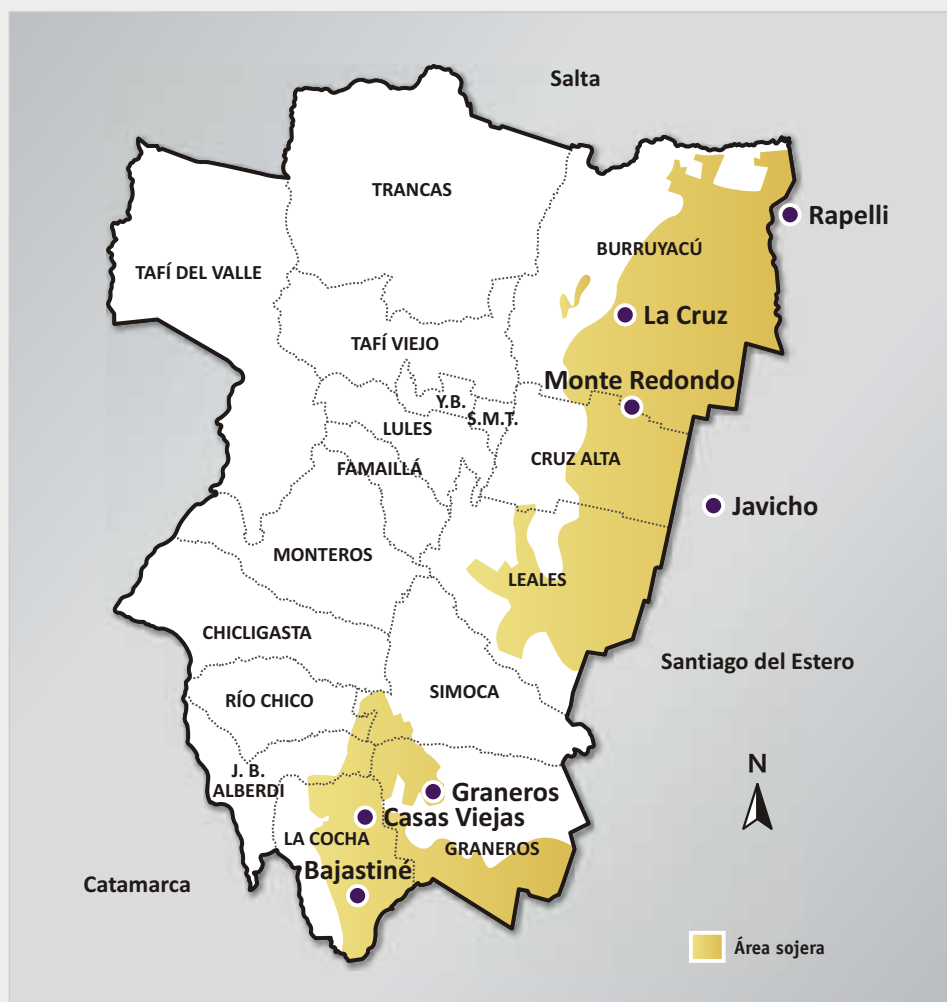 Salta
TRANCAS
Rapelli
BURRUYACÚ
TAFÍ DEL VALLE
La Cruz
TAFÍ VIEJO
Monte Redondo
Y.B.
S.M.T.
LULES
CRUZ ALTA
FAMAILLÁ
Javicho
MONTEROS
LEALES
CHICLIGASTA
Santiago del Estero
SIMOCA
RÍO CHICO
N
J. B.
ALBERDI
Graneros
Casas Viejas
LA COCHA
GRANEROS
Bajastiné
Catamarca
Área sojera